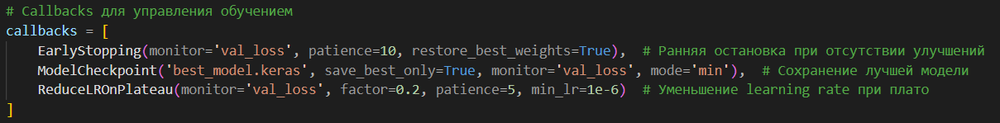 # Callbacks для управления обучением
callbacks = [
    EarlyStopping(monitor='val_loss', patience=10, restore_best_weights=True),  # Ранняя остановка при отсутствии улучшений
    ModelCheckpoint('best_model.keras', save_best_only=True, monitor='val_loss', mode='min'),  # Сохранение лучшей модели
    ReduceLROnPlateau(monitor='val_loss', factor=0.2, patience=5, min_lr=1e-6)  # Уменьшение learning rate при плато
]